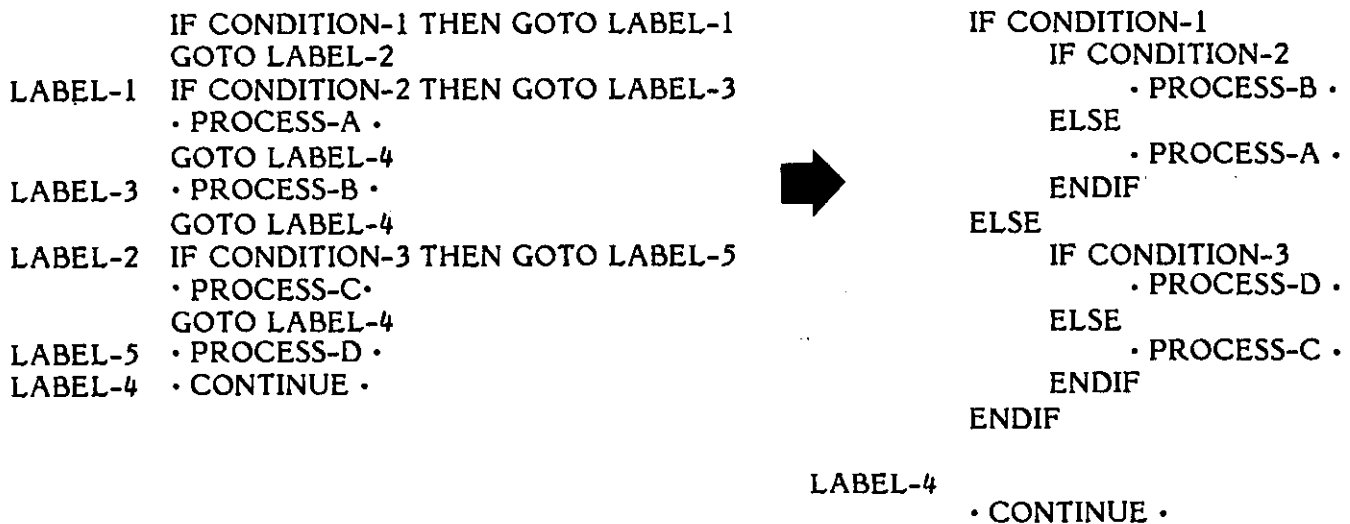 IF CONDITION-1 THEN GOTO LABEL-1
GOTO LABEL-2
LABEL-1 IF CONDITION-2 THEN GOTO LABEL-3
· PROCESS-A ·
GOTO LABEL-4
LABEL-3 · PROCESS-B ·
GOTO LABEL-4
LABEL-2 IF CONDITION-3 THEN GOTO LABEL-5
· PROCESS-C·
GOTO LABEL-4
LABEL-5 · PROCESS-D ·
LABEL-4 · CONTINUE ·
IF CONDITION-1
IF CONDITION-2
· PROCESS-B ·
ELSE
· PROCESS-A ·
ENDIF
ELSE
IF CONDITION-3
· PROCESS-D ·
ELSE
· PROCESS-C ·
ENDIF
ENDIF
LABEL-4
· CONTINUE ·